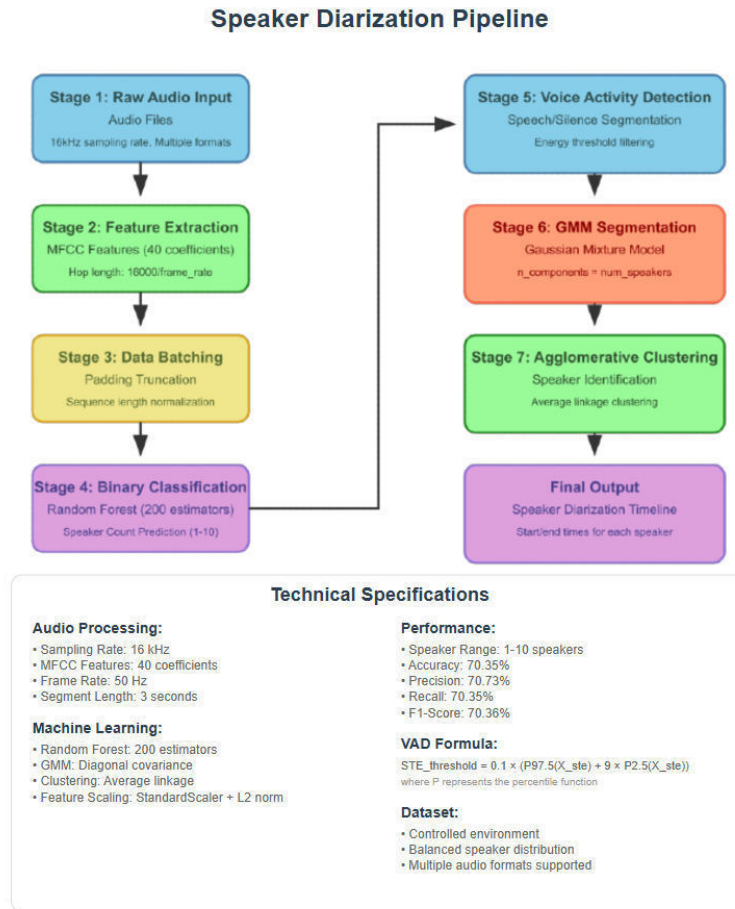 Speaker Diarization Pipeline
Stage 1: Raw Audio Input
Audio Files
16kHz sampling rate, Multiple formats
Stage 2: Feature Extraction
MFCC Features (40 coefficients)
Hop length: 16000/frame_rate
Stage 3: Data Batching
Padding Truncation
Sequence length normalization
Stage 4: Binary Classification
Random Forest (200 estimators)
Speaker Count Prediction (1-10)
Stage 5: Voice Activity Detection
Speech/Silence Segmentation
Energy threshold filtering
Stage 6: GMM Segmentation
Gaussian Mixture Model
n_components = num_speakers
Stage 7: Agglomerative Clustering
Speaker Identification
Average linkage clustering
Final Output
Speaker Diarization Timeline
Start/end times for each speaker
Technical Specifications
Audio Processing:
• Sampling Rate: 16 kHz
• MFCC Features: 40 coefficients
• Frame Rate: 50 Hz
• Segment Length: 3 seconds
Machine Learning:
• Random Forest: 200 estimators
• GMM: Diagonal covariance
• Clustering: Average linkage
• Feature Scaling: StandardScaler + L2 norm
Performance:
• Speaker Range: 1-10 speakers
• Accuracy: 70.35%
• Precision: 70.73%
• Recall: 70.35%
• F1-Score: 70.36%
VAD Formula:
STE_threshold = 0.1 × (P97.5(X_ste) + 9 × P2.5(X_ste))
where P represents the percentile function
Dataset:
• Controlled environment
• Balanced speaker distribution
• Multiple audio formats supported